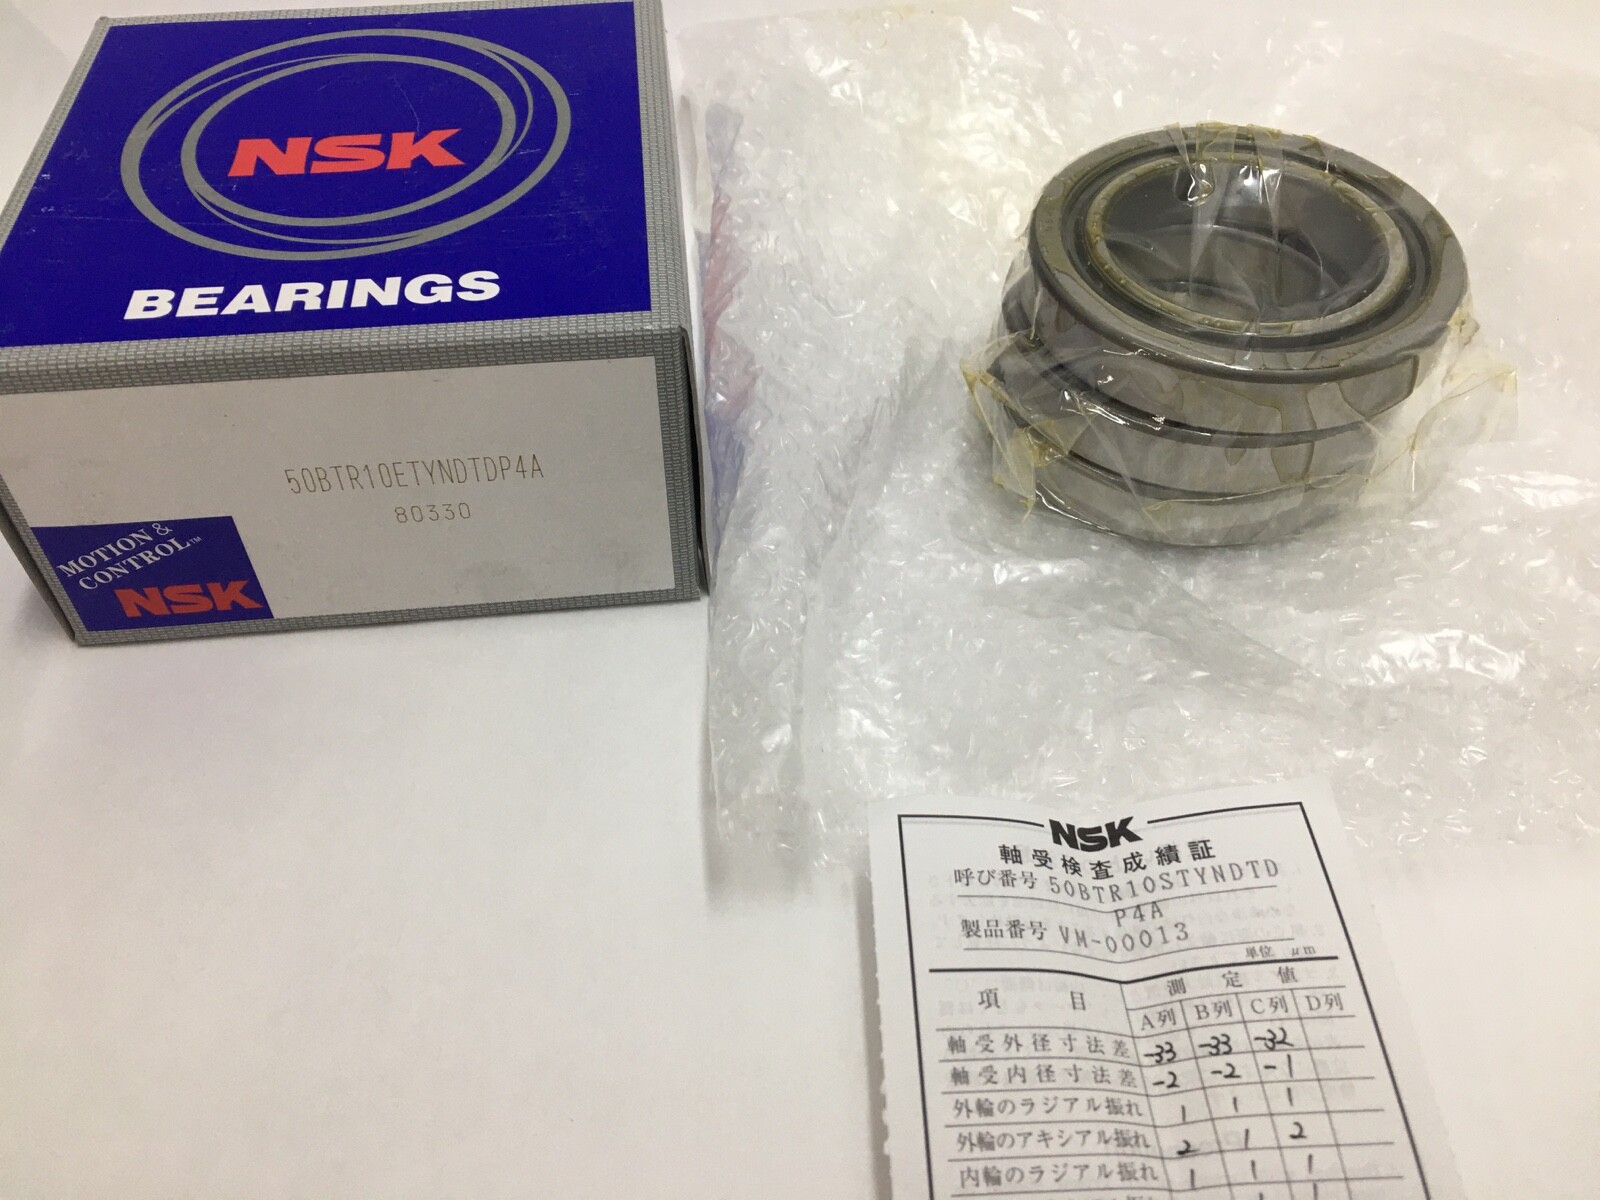 NSK
BEARINGS
50BTR10ETYNDTDP4A
80330
MOTION &
CONTROL™
NSK
NSK
軸受検査成績証
呼び番号 50BTR10STYNDTD
P4A
製品番号 VM-00013
単位 μm
項 目 測 定 値
A列 B列 C列 D列
軸受外径寸法差 -33 -33 -32
軸受内径寸法差 -2 -2 -1
外輪のラジアル振れ 1 1 1
外輪のアキシアル振れ 2 1 2
内輪のラジアル振れ 1 1 1